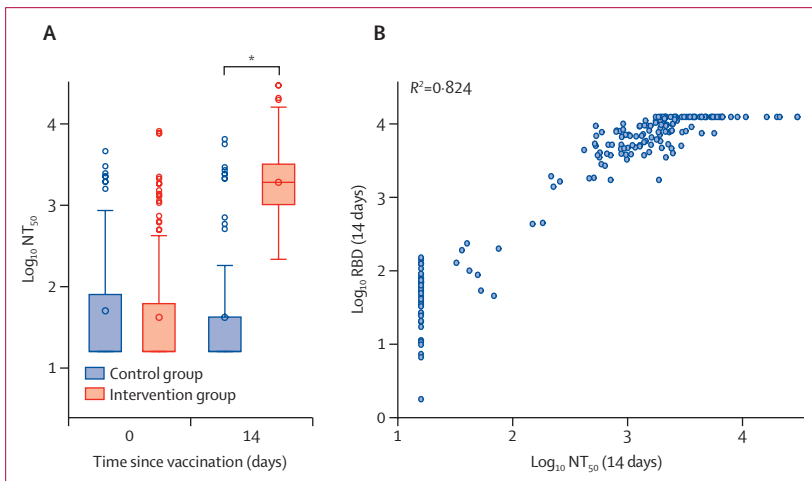 A
B
*
R²=0·824
4
3
2
1
Log₁₀ NT₅₀
Control group
Intervention group
0
14
Time since vaccination (days)
4
3
2
1
0
Log₁₀ RBD (14 days)
1
2
3
4
Log₁₀ NT₅₀ (14 days)